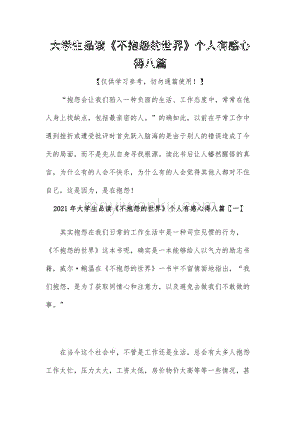 大学生品读《不抱怨的世界》个人有感心
得八篇
【仅供学习参考，切勿通篇使用！】
“抱怨会让我们陷入一种负面的生活、工作态度中，常常在他
人身上找缺点，包括最亲密的人。”的确如此，以前在平常工作中
遇到挫折或遭受批评时首先跃入脑海的是由于别人的错误造成了今
天的局面，而不是先从自身寻找根源。读此书后让人幡然醒悟的真
言。为什么有的人会不快乐，为什么有的人会觉得其他人都对不住
自己。这是因为，是在抱怨！
2021年大学生品读《不抱怨的世界》个人有感心得八篇【一】
其实抱怨在我们日常的工作生活中是一种司空见惯的行为，
《不抱怨的世界》这本书呢，确实是一本能够给人以气力的励志书
籍。威尔·鲍温在《不抱怨的世界》一书中不留情面地指出，“我
们抱怨，是为了获取同情心和注意力，以及避免去做我们不敢做的
事。”
在当今这个社会中，不管是工作还是生活，总会有大多人抱怨
工作太忙，压力太大，工资太低，房价物价太高等等一些情况，甚